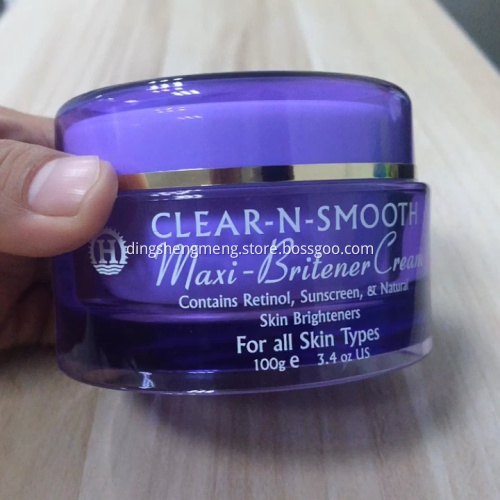 CLEAR-N-SMOOTH
H
dingshengmeng.store.bossgoo.com
Maxi-Britener Cream
Contains Retinol, Sunscreen, & Natural
Skin Brighteners
For all Skin Types
100g e 3.4 oz US